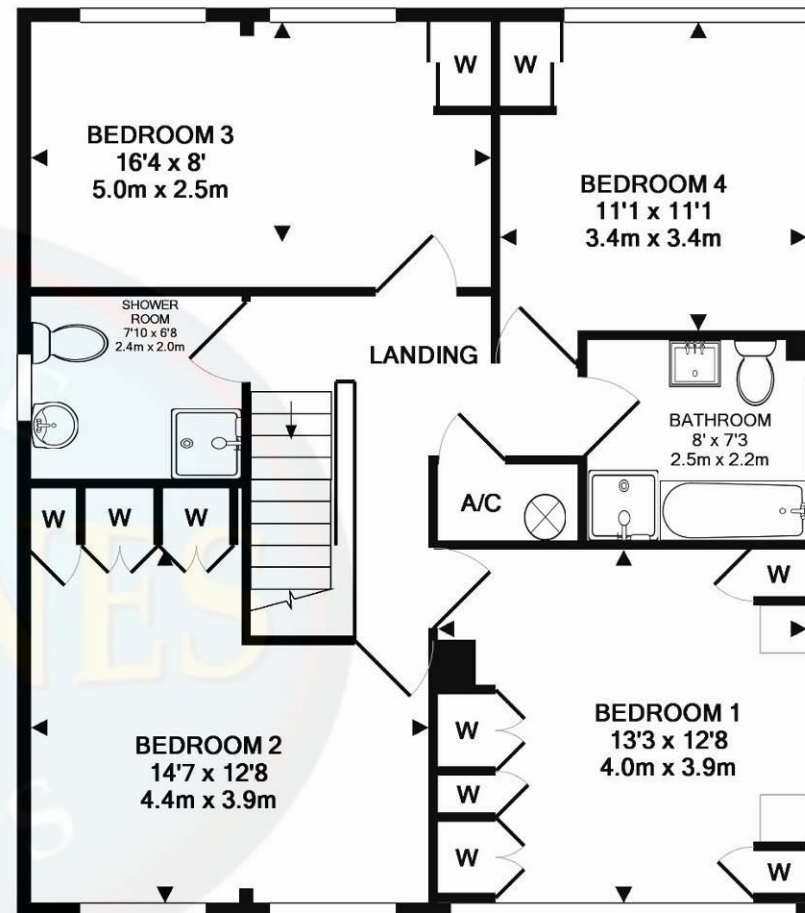 W
W
BEDROOM 3
16'4 x 8'
5.0m x 2.5m
BEDROOM 4
11'1 x 11'1
3.4m x 3.4m
SHOWER
ROOM
7'10 x 6'8
2.4m x 2.0m
LANDING
BATHROOM
8' x 7'3
2.5m x 2.2m
A/C
W
W
W
W
BEDROOM 2
14'7 x 12'8
4.4m x 3.9m
BEDROOM 1
13'3 x 12'8
4.0m x 3.9m
W
W
W
W
NES
S